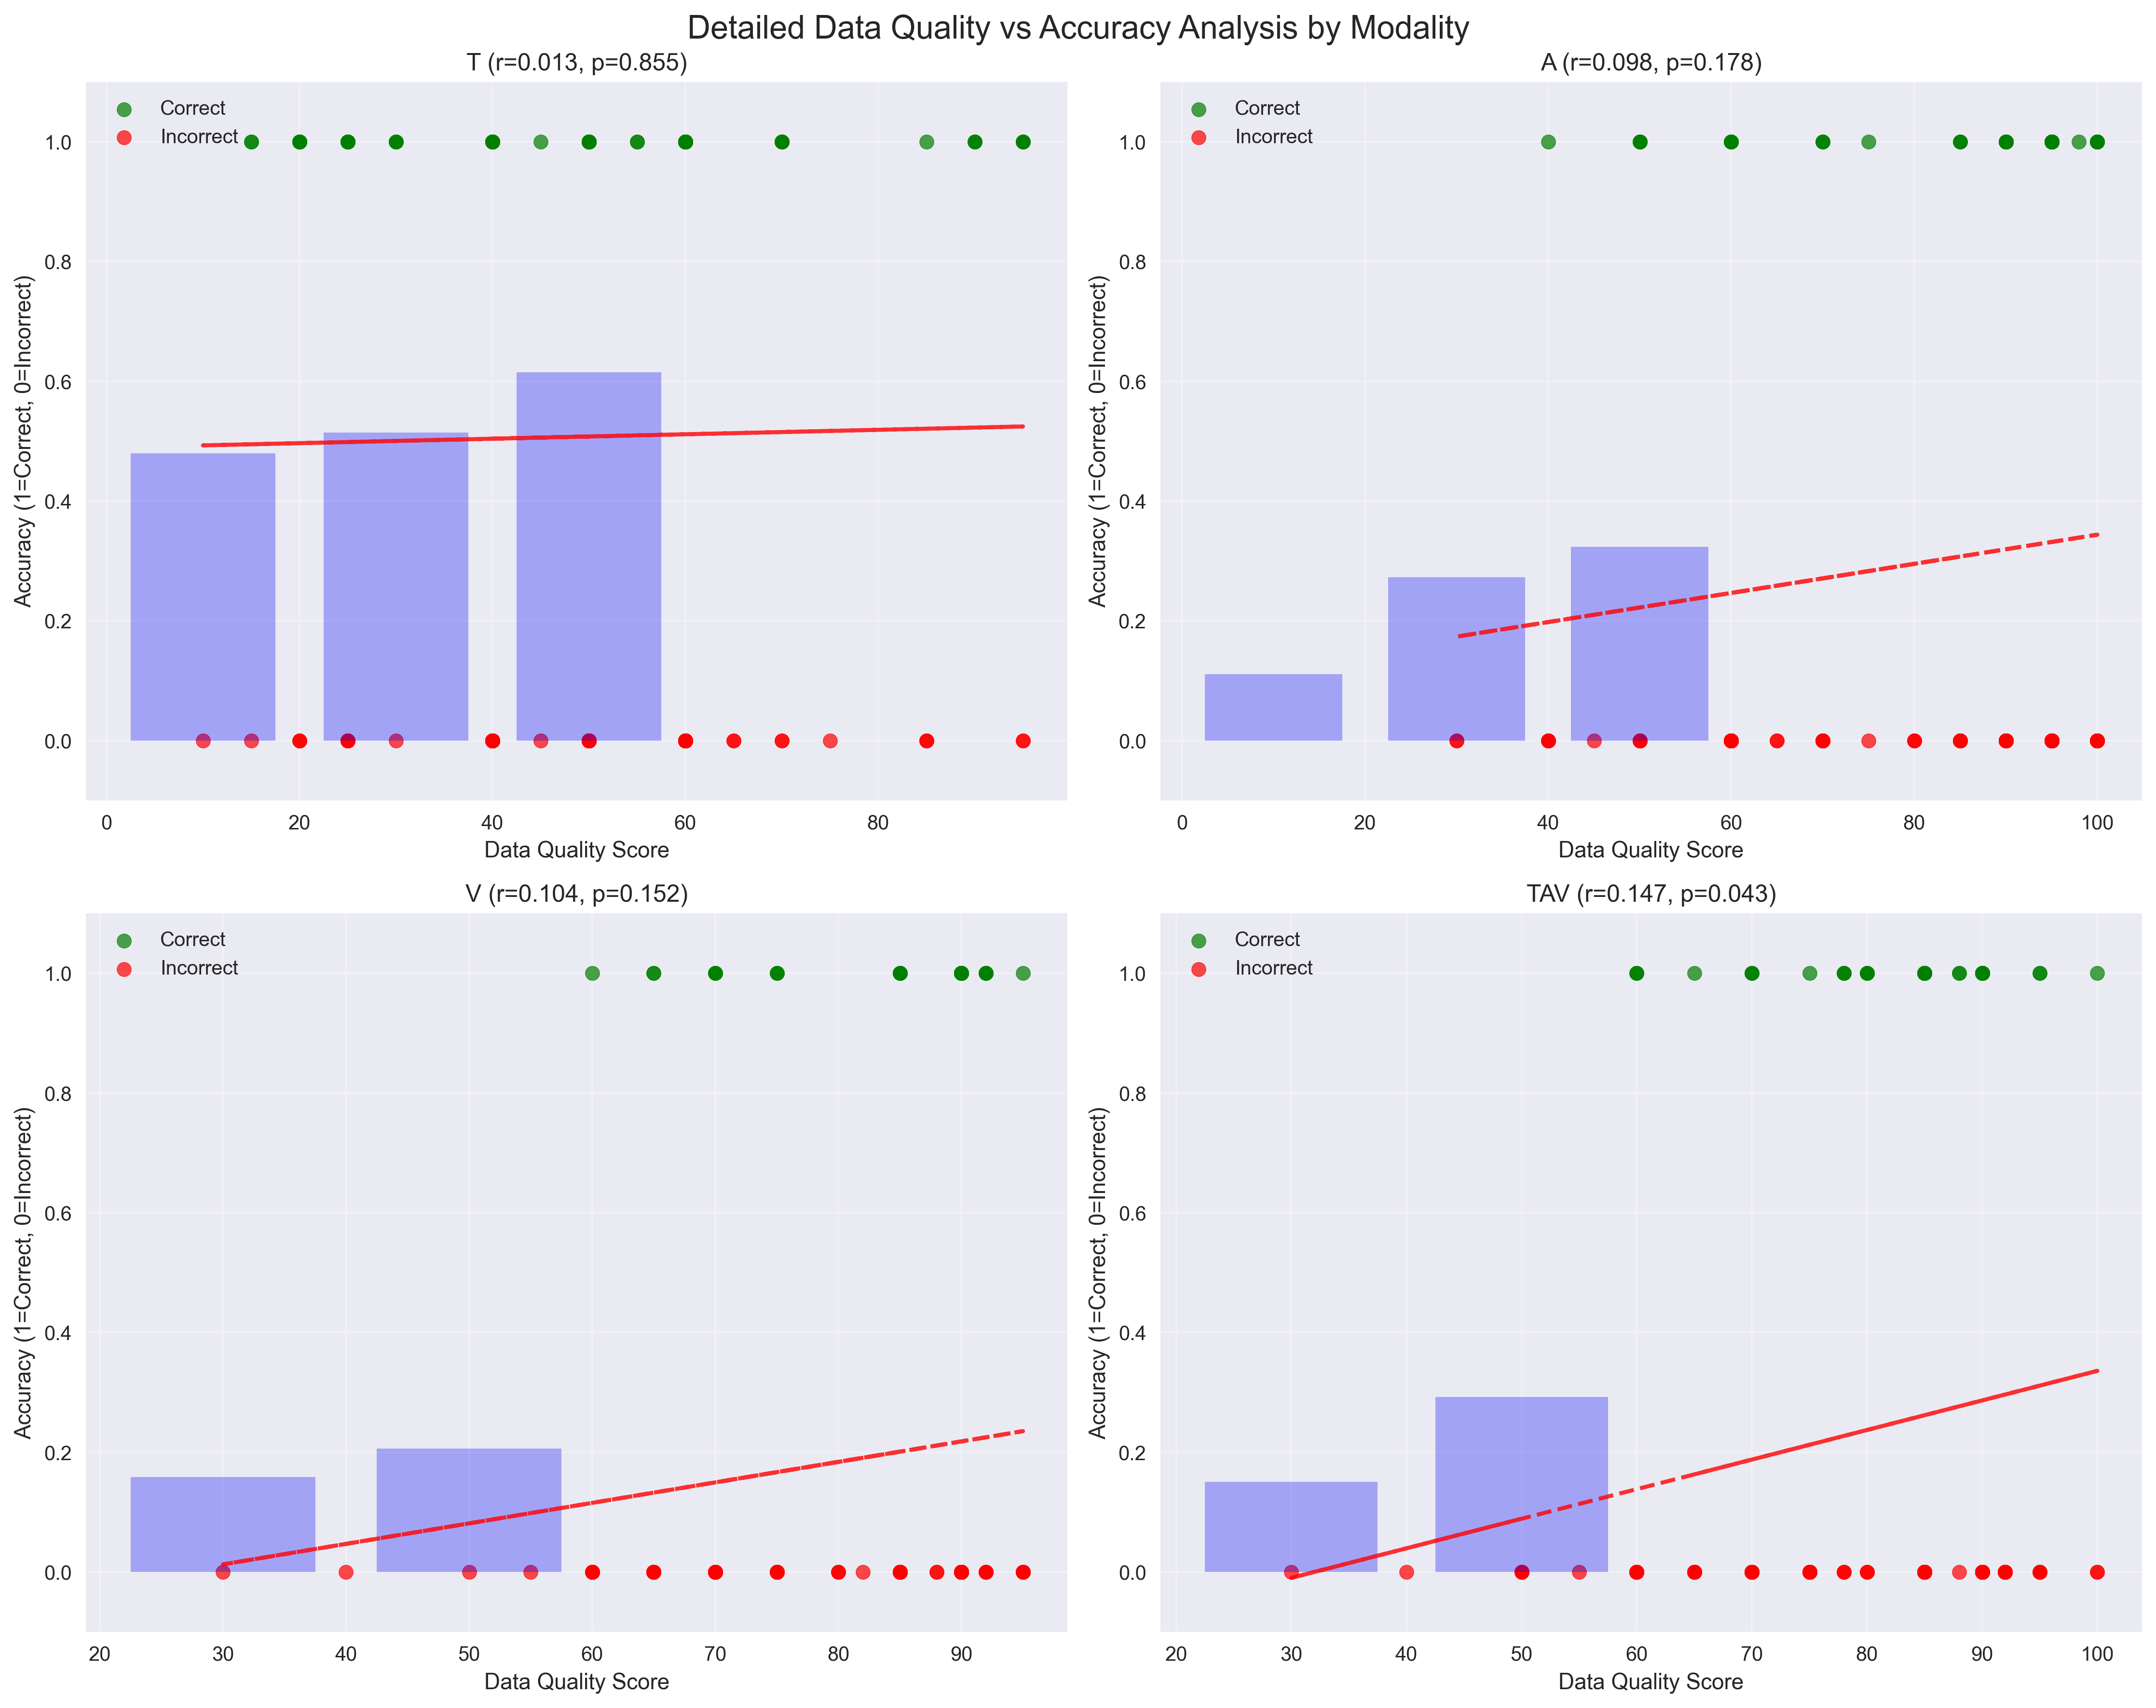 Detailed Data Quality vs Accuracy Analysis by Modality
T (r=0.013, p=0.855)
Correct
Incorrect
1.0
0.8
0.6
0.4
0.2
0.0
Accuracy (1=Correct, 0=Incorrect)
0 20 40 60 80
Data Quality Score
A (r=0.098, p=0.178)
Correct
Incorrect
1.0
0.8
0.6
0.4
0.2
0.0
Accuracy (1=Correct, 0=Incorrect)
0 20 40 60 80 100
Data Quality Score
V (r=0.104, p=0.152)
Correct
Incorrect
1.0
0.8
0.6
0.4
0.2
0.0
Accuracy (1=Correct, 0=Incorrect)
20 30 40 50 60 70 80 90
Data Quality Score
TAV (r=0.147, p=0.043)
Correct
Incorrect
1.0
0.8
0.6
0.4
0.2
0.0
Accuracy (1=Correct, 0=Incorrect)
20 30 40 50 60 70 80 90 100
Data Quality Score